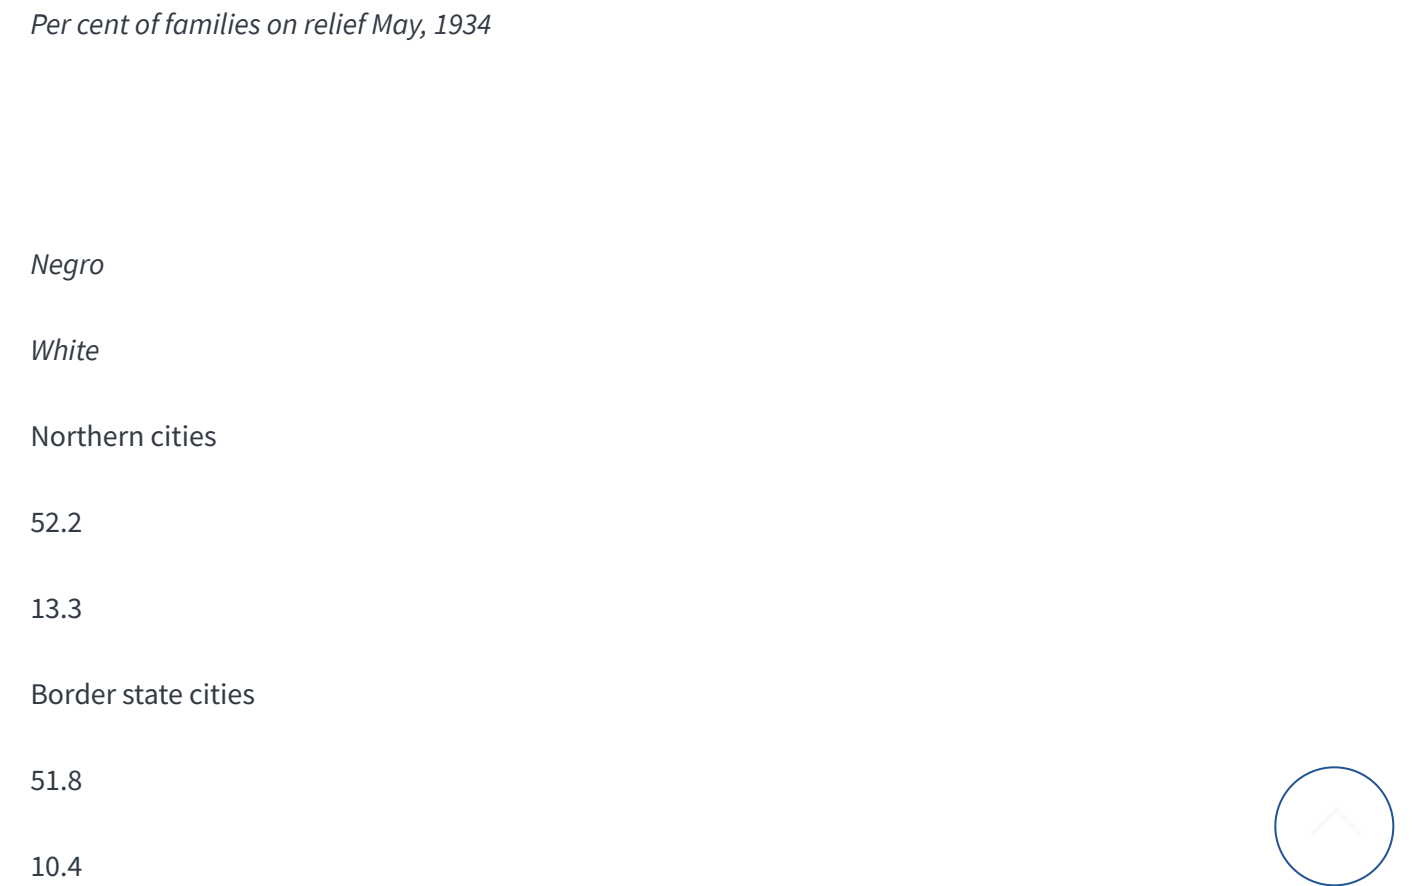 Per cent of families on relief May, 1934
Negro
White
Northern cities
52.2
13.3
Border state cities
51.8
10.4